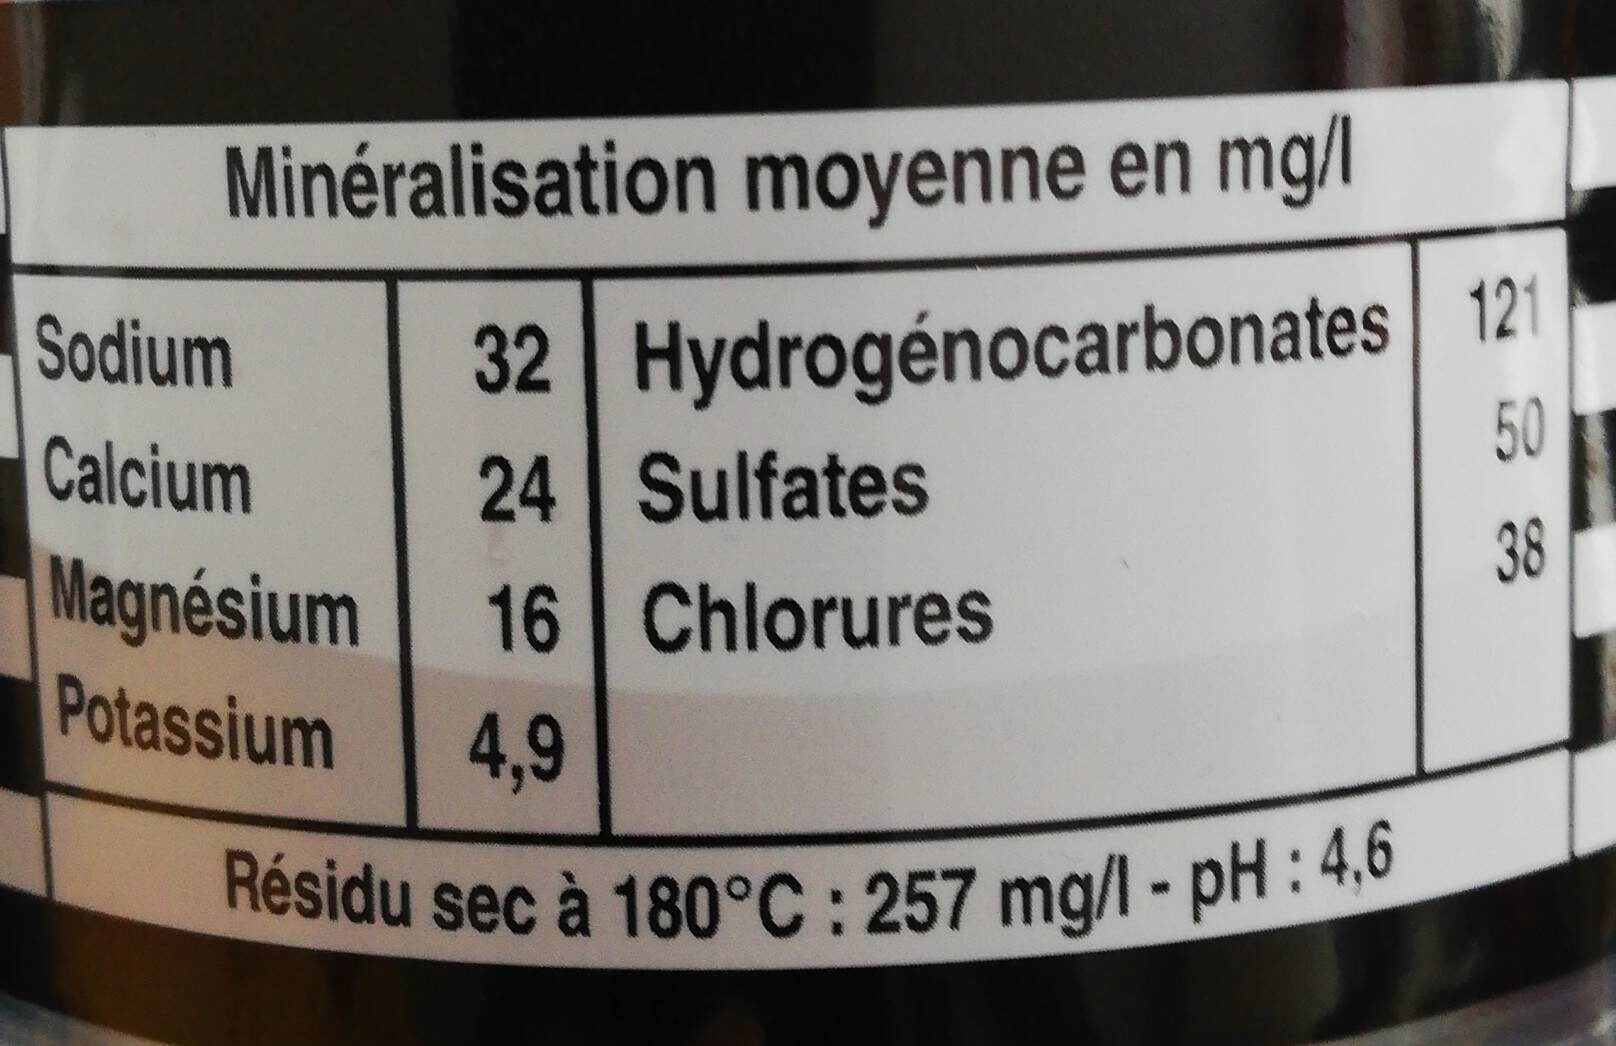 Minéralisation moyenne en mg/l
Sodium 32 Hydrogénocarbonates 121
Calcium 24 Sulfates 50
Magnésium 16 Chlorures 38
Potassium 4,9
Résidu sec à 180°C : 257 mg/l - pH : 4,6